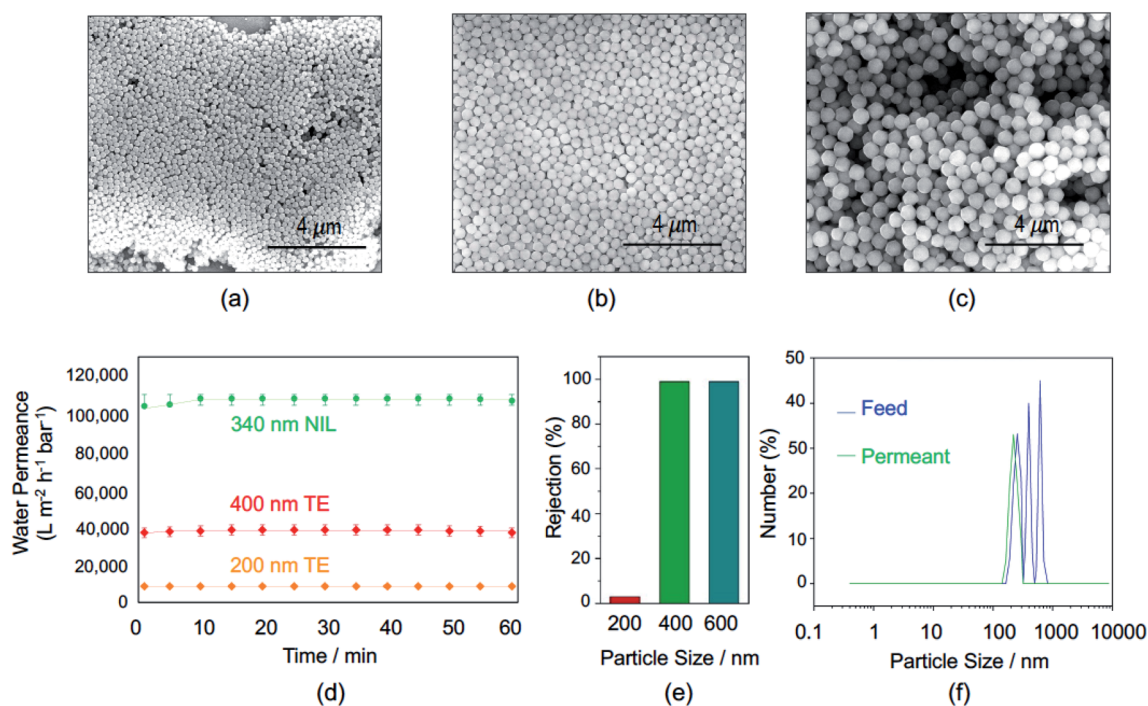 4 μm
4 μm
4 μm
(a)
(b)
(c)
Water Permeance
(L m⁻² h⁻¹ bar⁻¹)
120,000
100,000
80,000
60,000
40,000
20,000
0
340 nm NIL
400 nm TE
200 nm TE
0 10 20 30 40 50 60
Time / min
(d)
Rejection (%)
100
80
60
40
20
0
200 400 600
Particle Size / nm
(e)
Number (%)
50
40
50
20
10
0
Feed
Permeant
0.1 1 10 100 1000 10000
Particle Size / nm
(f)